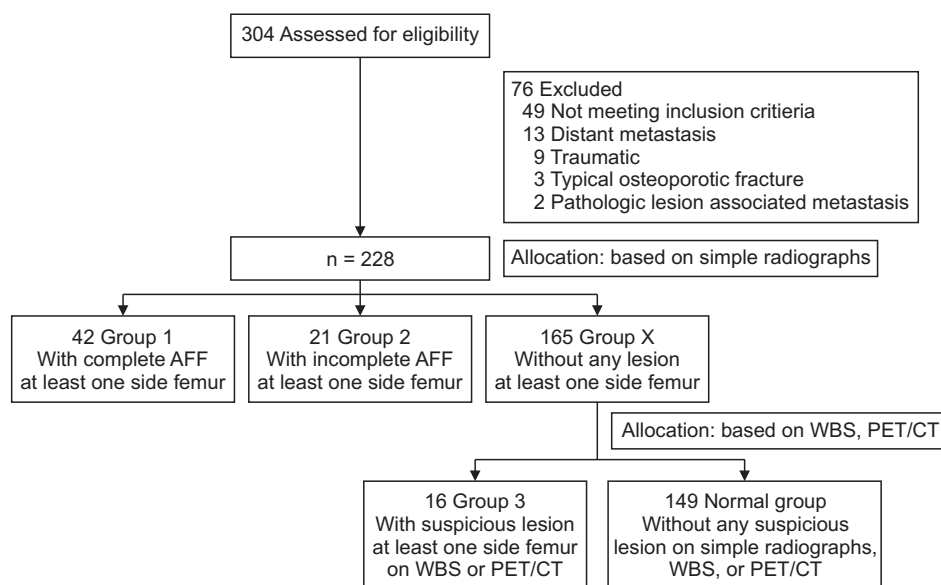 304 Assessed for eligibility
76 Excluded
49 Not meeting inclusion critieria
13 Distant metastasis
9 Traumatic
3 Typical osteoporotic fracture
2 Pathologic lesion associated metastasis
n = 228
Allocation: based on simple radiographs
42 Group 1
With complete AFF
at least one side femur
21 Group 2
With incomplete AFF
at least one side femur
165 Group X
Without any lesion
at least one side femur
Allocation: based on WBS, PET/CT
16 Group 3
With suspicious lesion
at least one side femur
on WBS or PET/CT
149 Normal group
Without any suspicious
lesion on simple radiographs,
WBS, or PET/CT